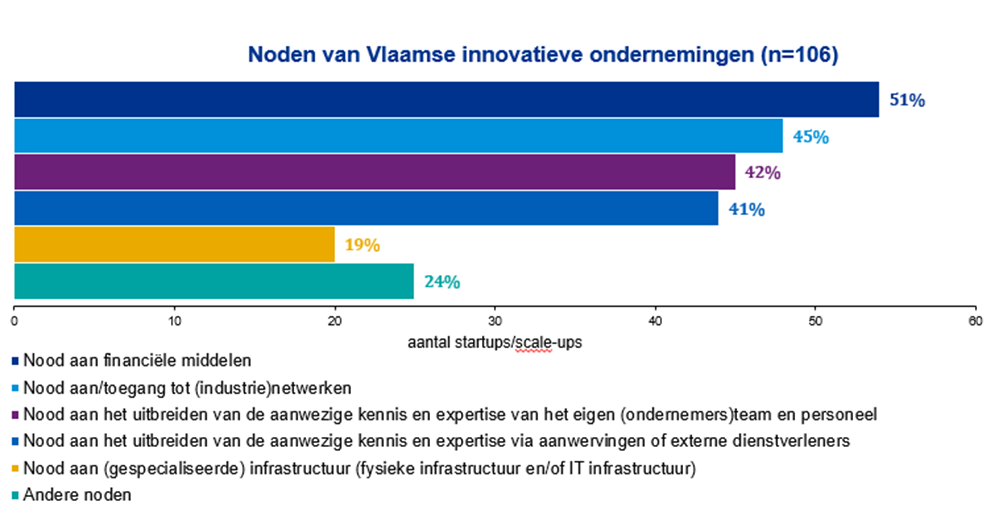 Noden van Vlaamse innovatieve ondernemingen (n=106)
51%
45%
42%
41%
19%
24%
0 10 20 30 40 50 60
aantal startups/scale-ups
Nood aan financiële middelen
Nood aan/toegang tot (industrie)netwerken
Nood aan het uitbreiden van de aanwezige kennis en expertise van het eigen (ondernemers)team en personeel
Nood aan het uitbreiden van de aanwezige kennis en expertise via aanwervingen of externe dienstverleners
Nood aan (gespecialiseerde) infrastructuur (fysieke infrastructuur en/of IT infrastructuur)
Andere noden